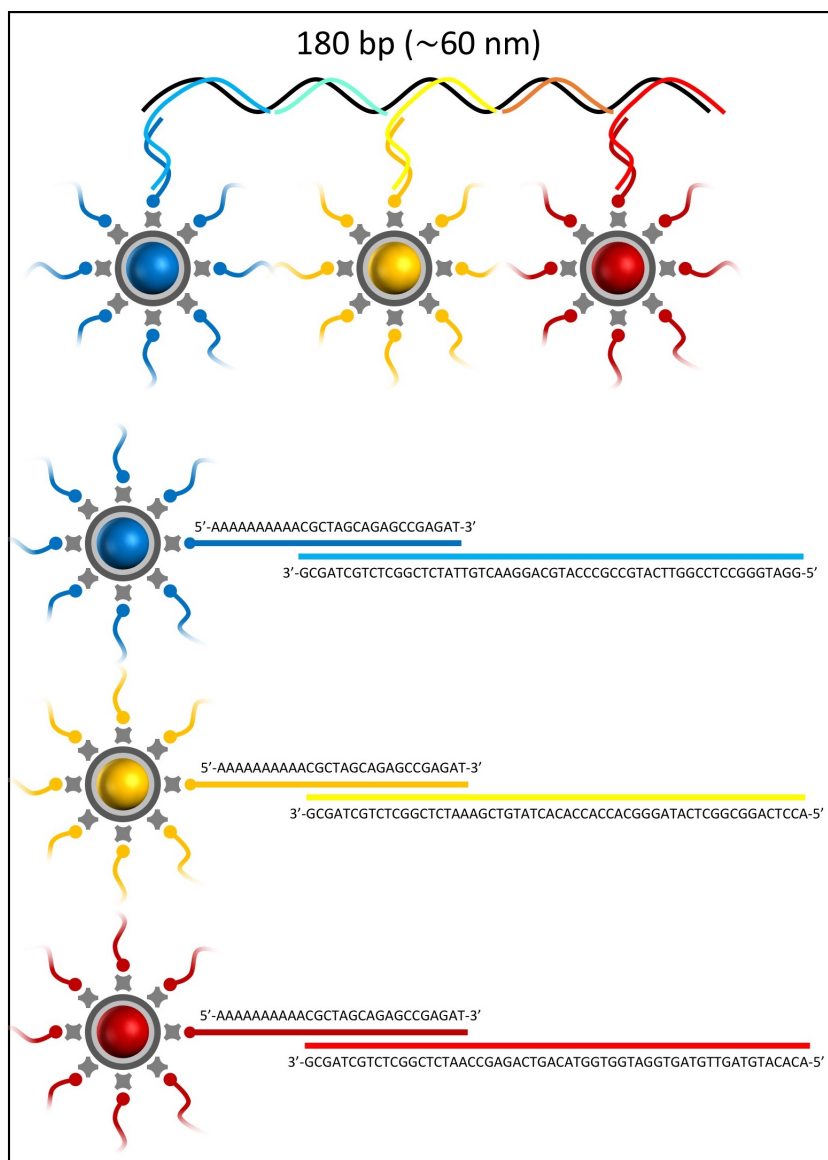 180 bp (~60 nm)
5’-AAAAAAAAAACGCTAGCAGAGCCGAGAT-3’
3’-GCGATCGTCTCGGCTCTATTGTCAAGGACGTACCCGCCGTACTTGGCCTCCGGGTAGG-5’
5’-AAAAAAAAAACGCTAGCAGAGCCGAGAT-3’
3’-GCGATCGTCTCGGCTCTAAAGCTGTATCACACCACCACGGGATACTCGGCGGACTCCA-5’
5’-AAAAAAAAAACGCTAGCAGAGCCGAGAT-3’
3’-GCGATCGTCTCGGCTCTAACCGAGACTGACATGGTGGTAGGTGATGTTGATGTACACA-5’